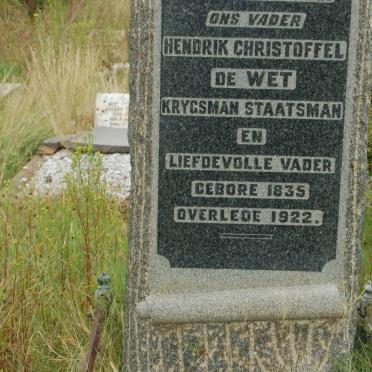 ONS VADER
HENDRIK CHRISTOFFEL
DE WET
KRYGSMAN STAATSMAN
EN
LIEFDEVOLLE VADER
GEBORE 1835
OVERLEDE 1922.